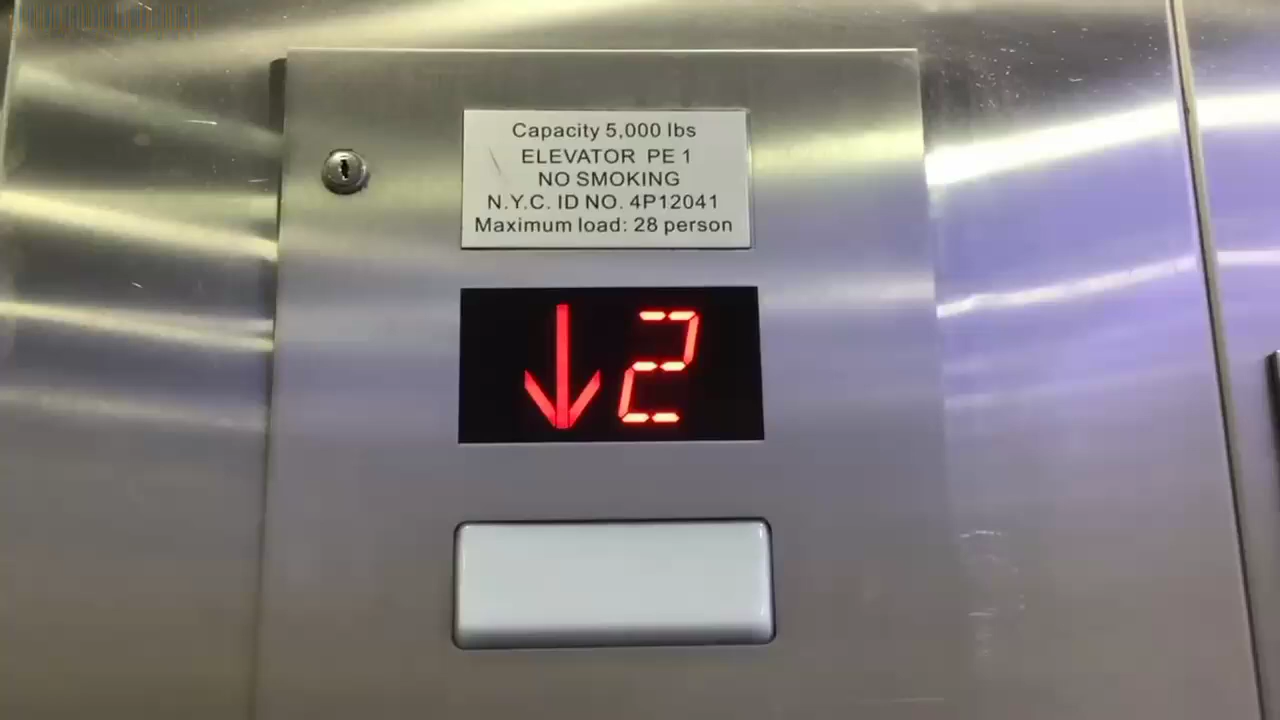 Capacity 5,000 lbs
ELEVATOR PE 1
NO SMOKING
N.Y.C. ID NO. 4P12041
Maximum load: 28 person
↓2